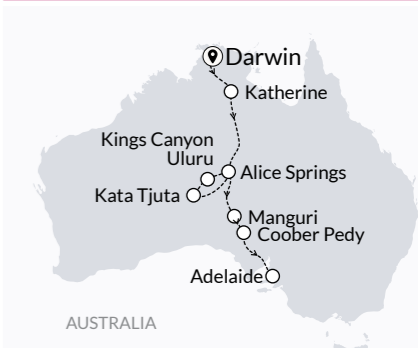 Darwin
Katherine
Kings Canyon
Uluru
Alice Springs
Kata Tjuta
Manguri
Coober Pedy
Adelaide
AUSTRALIA